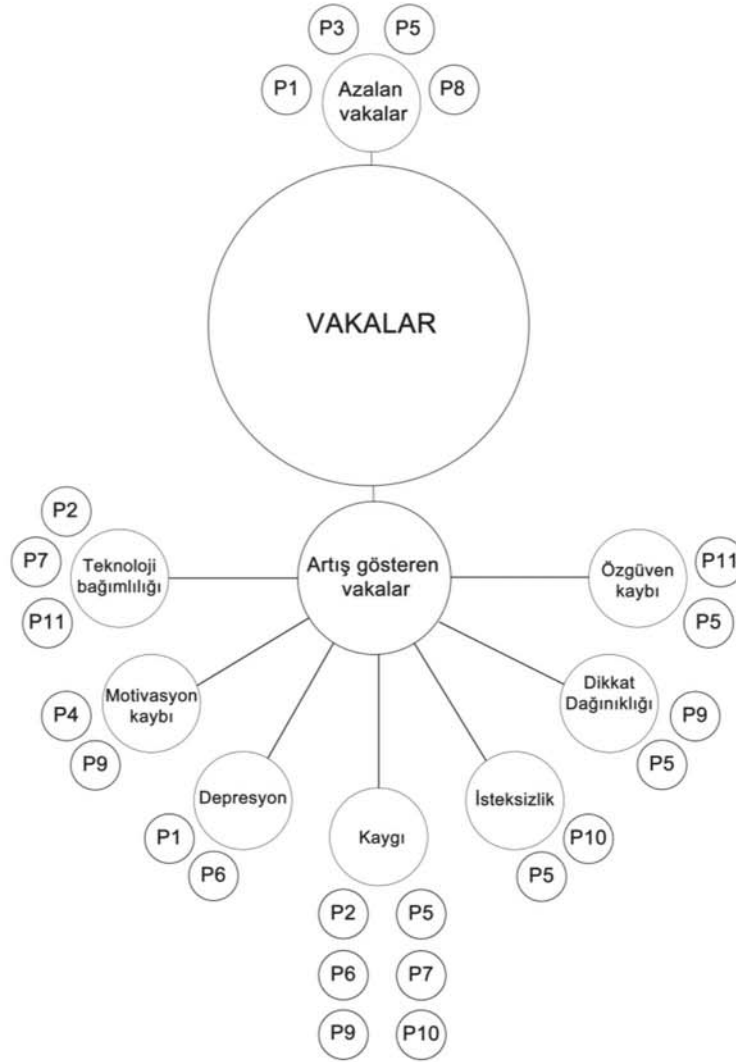 P3
P5
P1
Azalan
vakalar
P8
VAKALAR
P2
P7
Teknoloji
bağımlılığı
P11
Artış gösteren
vakalar
Özgüven
kaybı
P11
P5
Motivasyon
kaybı
P4
P9
Dikkat
Dağınıklığı
P9
P5
Depresyon
P1
P6
Kaygı
İsteksizlik
P10
P5
P2
P5
P6
P7
P9
P10